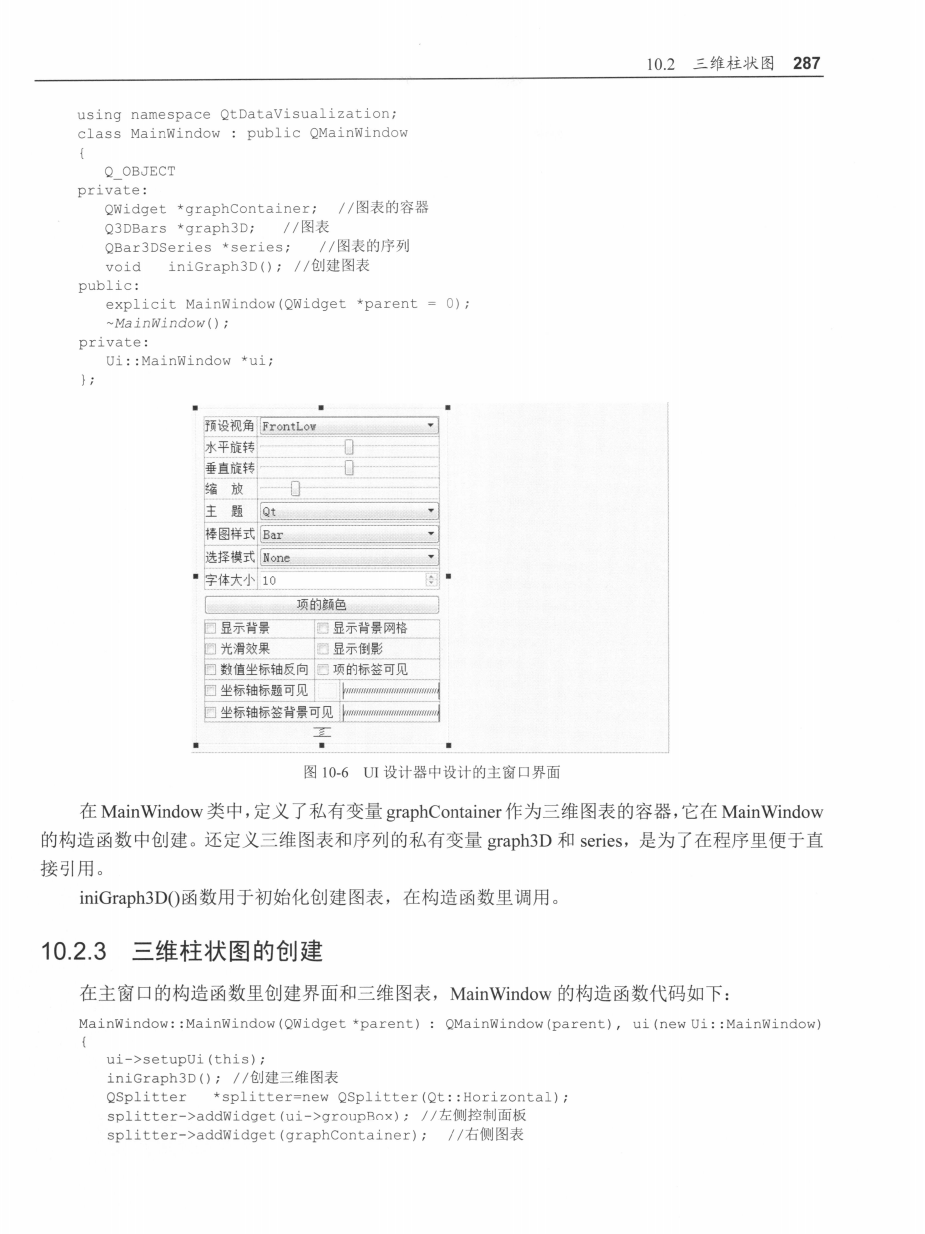 10.2 三维柱状图 287
using namespace QtDataVisualization;
class MainWindow : public QMainWindow
{
Q_OBJECT
private:
QWidget *graphContainer; //图表的容器
Q3DBars *graph3D; //图表
QBar3DSeries *series; //图表的序列
void iniGraph3D(); //创建图表
public:
explicit MainWindow(QWidget *parent = 0);
~MainWindow();
private:
Ui::MainWindow *ui;
};
预设视角 FrontLow
水平旋转
垂直旋转
缩 放
主 题 Qt
棒图样式 Bar
选择模式 None
字体大小 10
项的颜色
显示背景 显示背景网格
光滑效果 显示倒影
数值坐标轴反向 项的标签可见
坐标轴标题可见
坐标轴标签背景可见
图 10-6 UI 设计器中设计的主窗口界面
在 MainWindow 类中，定义了私有变量 graphContainer 作为三维图表的容器，它在 MainWindow
的构造函数中创建。还定义三维图表和序列的私有变量 graph3D 和 series，是为了在程序里便于直
接引用。
iniGraph3D()函数用于初始化创建图表，在构造函数里调用。
10.2.3 三维柱状图的创建
在主窗口的构造函数里创建界面和三维图表，MainWindow 的构造函数代码如下：
MainWindow::MainWindow(QWidget *parent) : QMainWindow(parent), ui(new Ui::MainWindow)
{
ui->setupUi(this);
iniGraph3D(); //创建三维图表
QSplitter *splitter=new QSplitter(Qt::Horizontal);
splitter->addWidget(ui->groupBox); //左侧控制面板
splitter->addWidget(graphContainer); //右侧图表